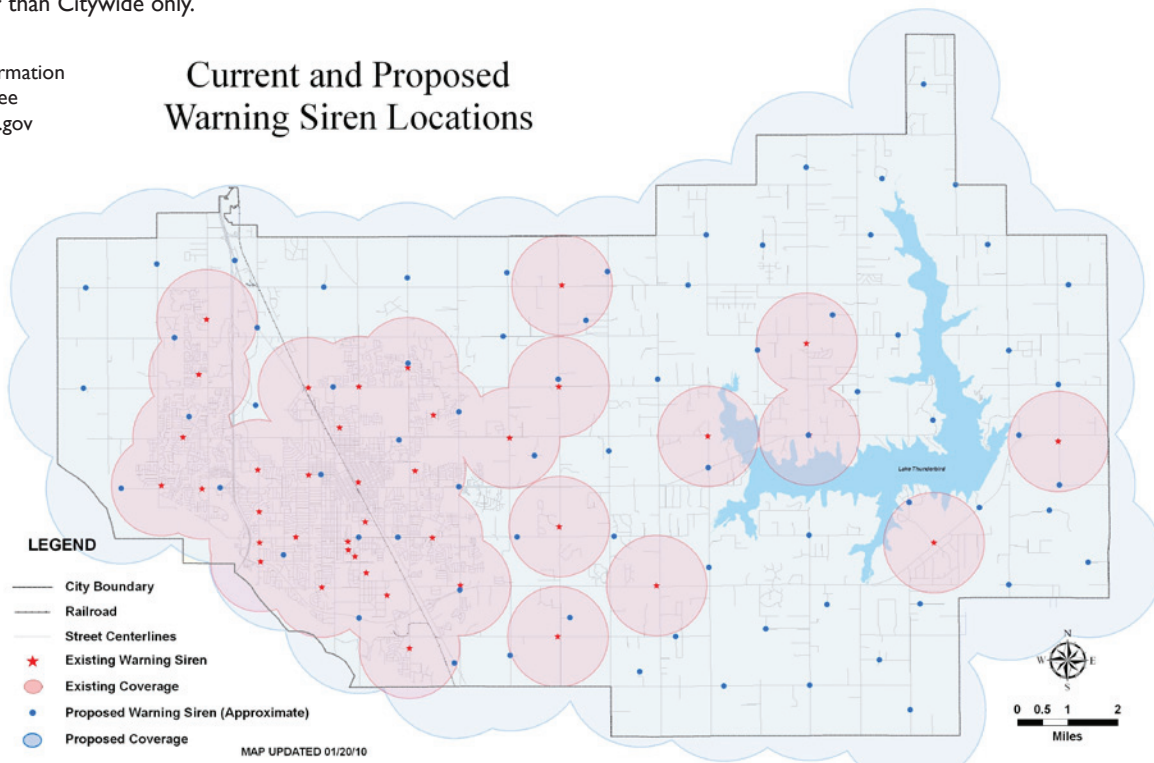 r than Citywide only.
rmation
ee
.gov
Current and Proposed
Warning Siren Locations
Lake Thunderbird
LEGEND
City Boundary
Railroad
Street Centerlines
Existing Warning Siren
Existing Coverage
Proposed Warning Siren (Approximate)
Proposed Coverage
MAP UPDATED 01/20/10
N
W E
S
0 0.5 1 2
Miles